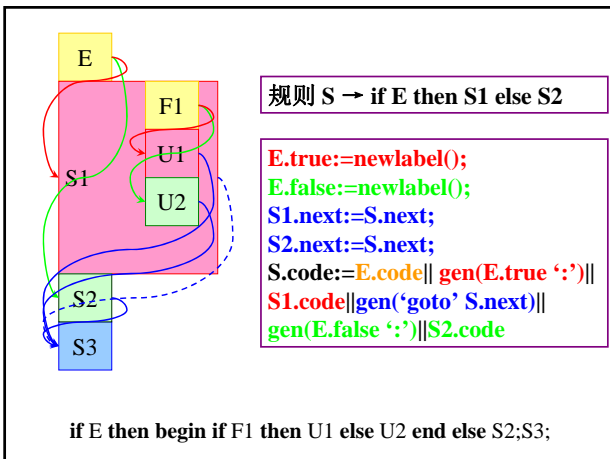 E
F1
U1
S1
U2
S2
S3
规则 S → if E then S1 else S2
E.true:=newlabel();
E.false:=newlabel();
S1.next:=S.next;
S2.next:=S.next;
S.code:=E.code|| gen(E.true ‘:’)||
S1.code||gen(‘goto’ S.next)||
gen(E.false ‘:’)||S2.code
if E then begin if F1 then U1 else U2 end else S2;S3;